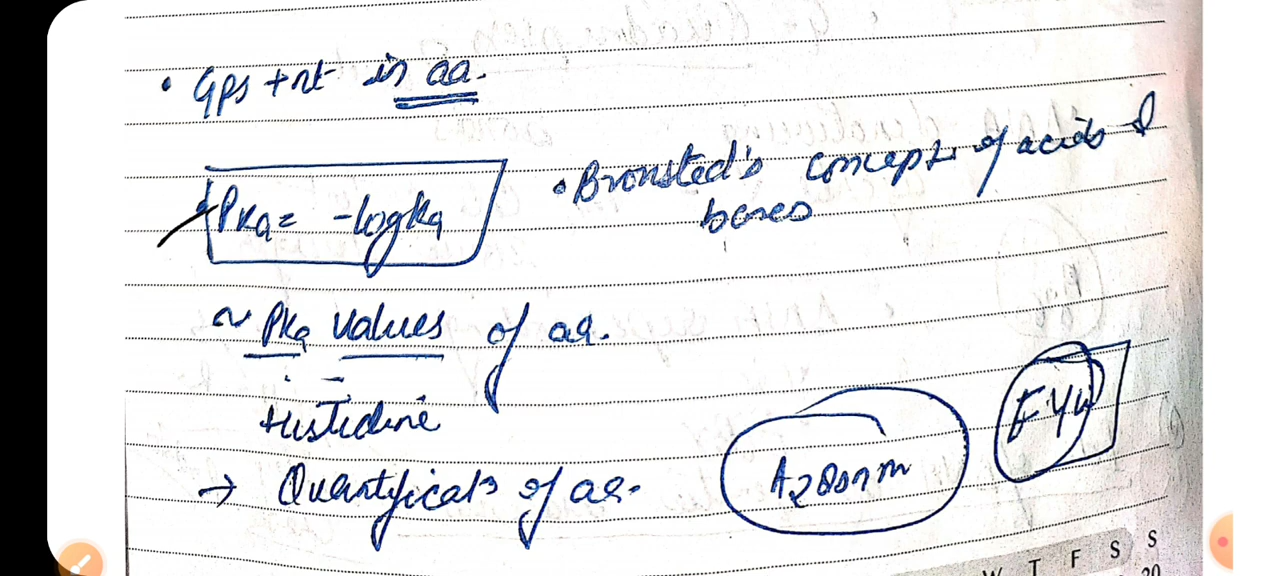 • Gps +nt in aa.
PKa = -logKa
• Bronsted's concept of acids &
bases
~ PKa values of aa.
Histidine
→ Quantificatn of aa.
A280nm
FYW
W T F S S
20